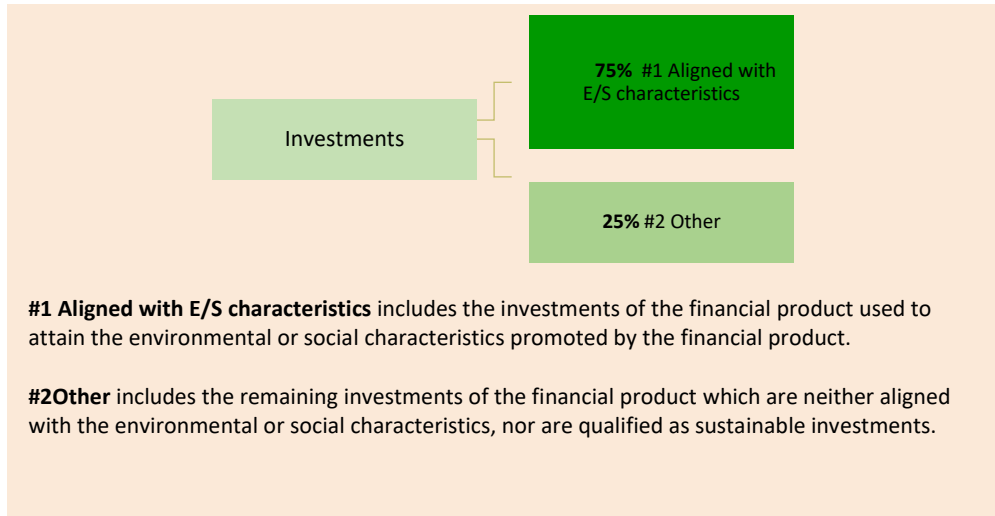 75% #1 Aligned with
E/S characteristics
Investments
25% #2 Other
#1 Aligned with E/S characteristics includes the investments of the financial product used to
attain the environmental or social characteristics promoted by the financial product.
#2Other includes the remaining investments of the financial product which are neither aligned
with the environmental or social characteristics, nor are qualified as sustainable investments.